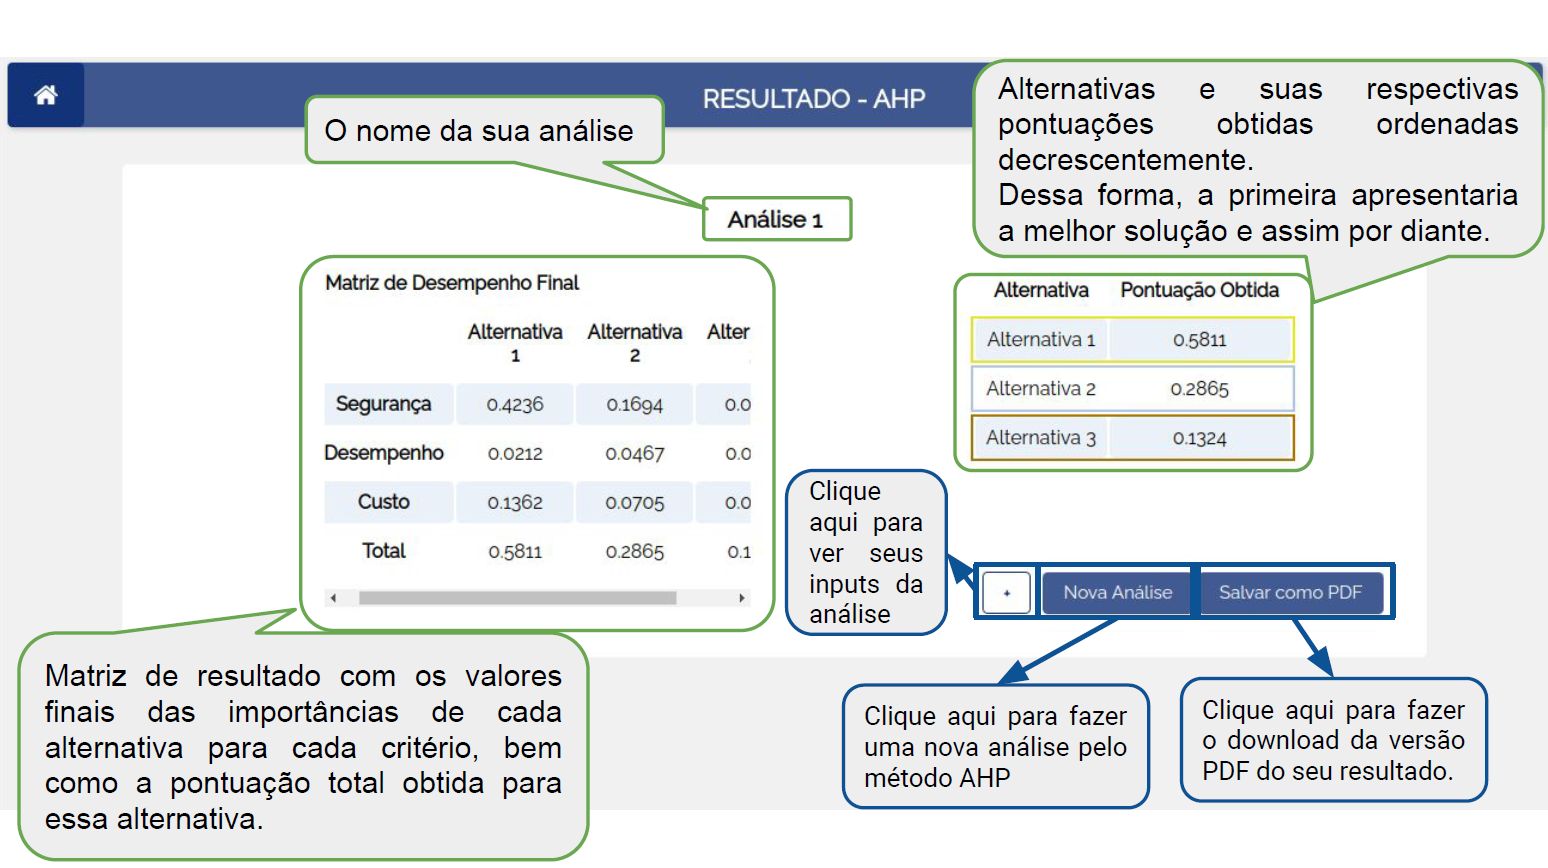 RESULTADO - AHP
O nome da sua análise
Alternativas e suas respectivas
pontuações obtidas ordenadas
decrescentemente.
Dessa forma, a primeira apresentaria
a melhor solução e assim por diante.
Análise 1
Matriz de Desempenho Final
Alternativa 1 Alternativa 2 Alter
Segurança 0.4236 0.1694 0.0
Desempenho 0.0212 0.0467 0.0
Custo 0.1362 0.0705 0.0
Total 0.5811 0.2865 0.1
Alternativa Pontuação Obtida
Alternativa 1 0.5811
Alternativa 2 0.2865
Alternativa 3 0.1324
Clique
aqui para
ver seus
inputs da
análise
+ Nova Análise Salvar como PDF
Matriz de resultado com os valores
finais das importâncias de cada
alternativa para cada critério, bem
como a pontuação total obtida para
essa alternativa.
Clique aqui para fazer
uma nova análise pelo
método AHP
Clique aqui para fazer
o download da versão
PDF do seu resultado.